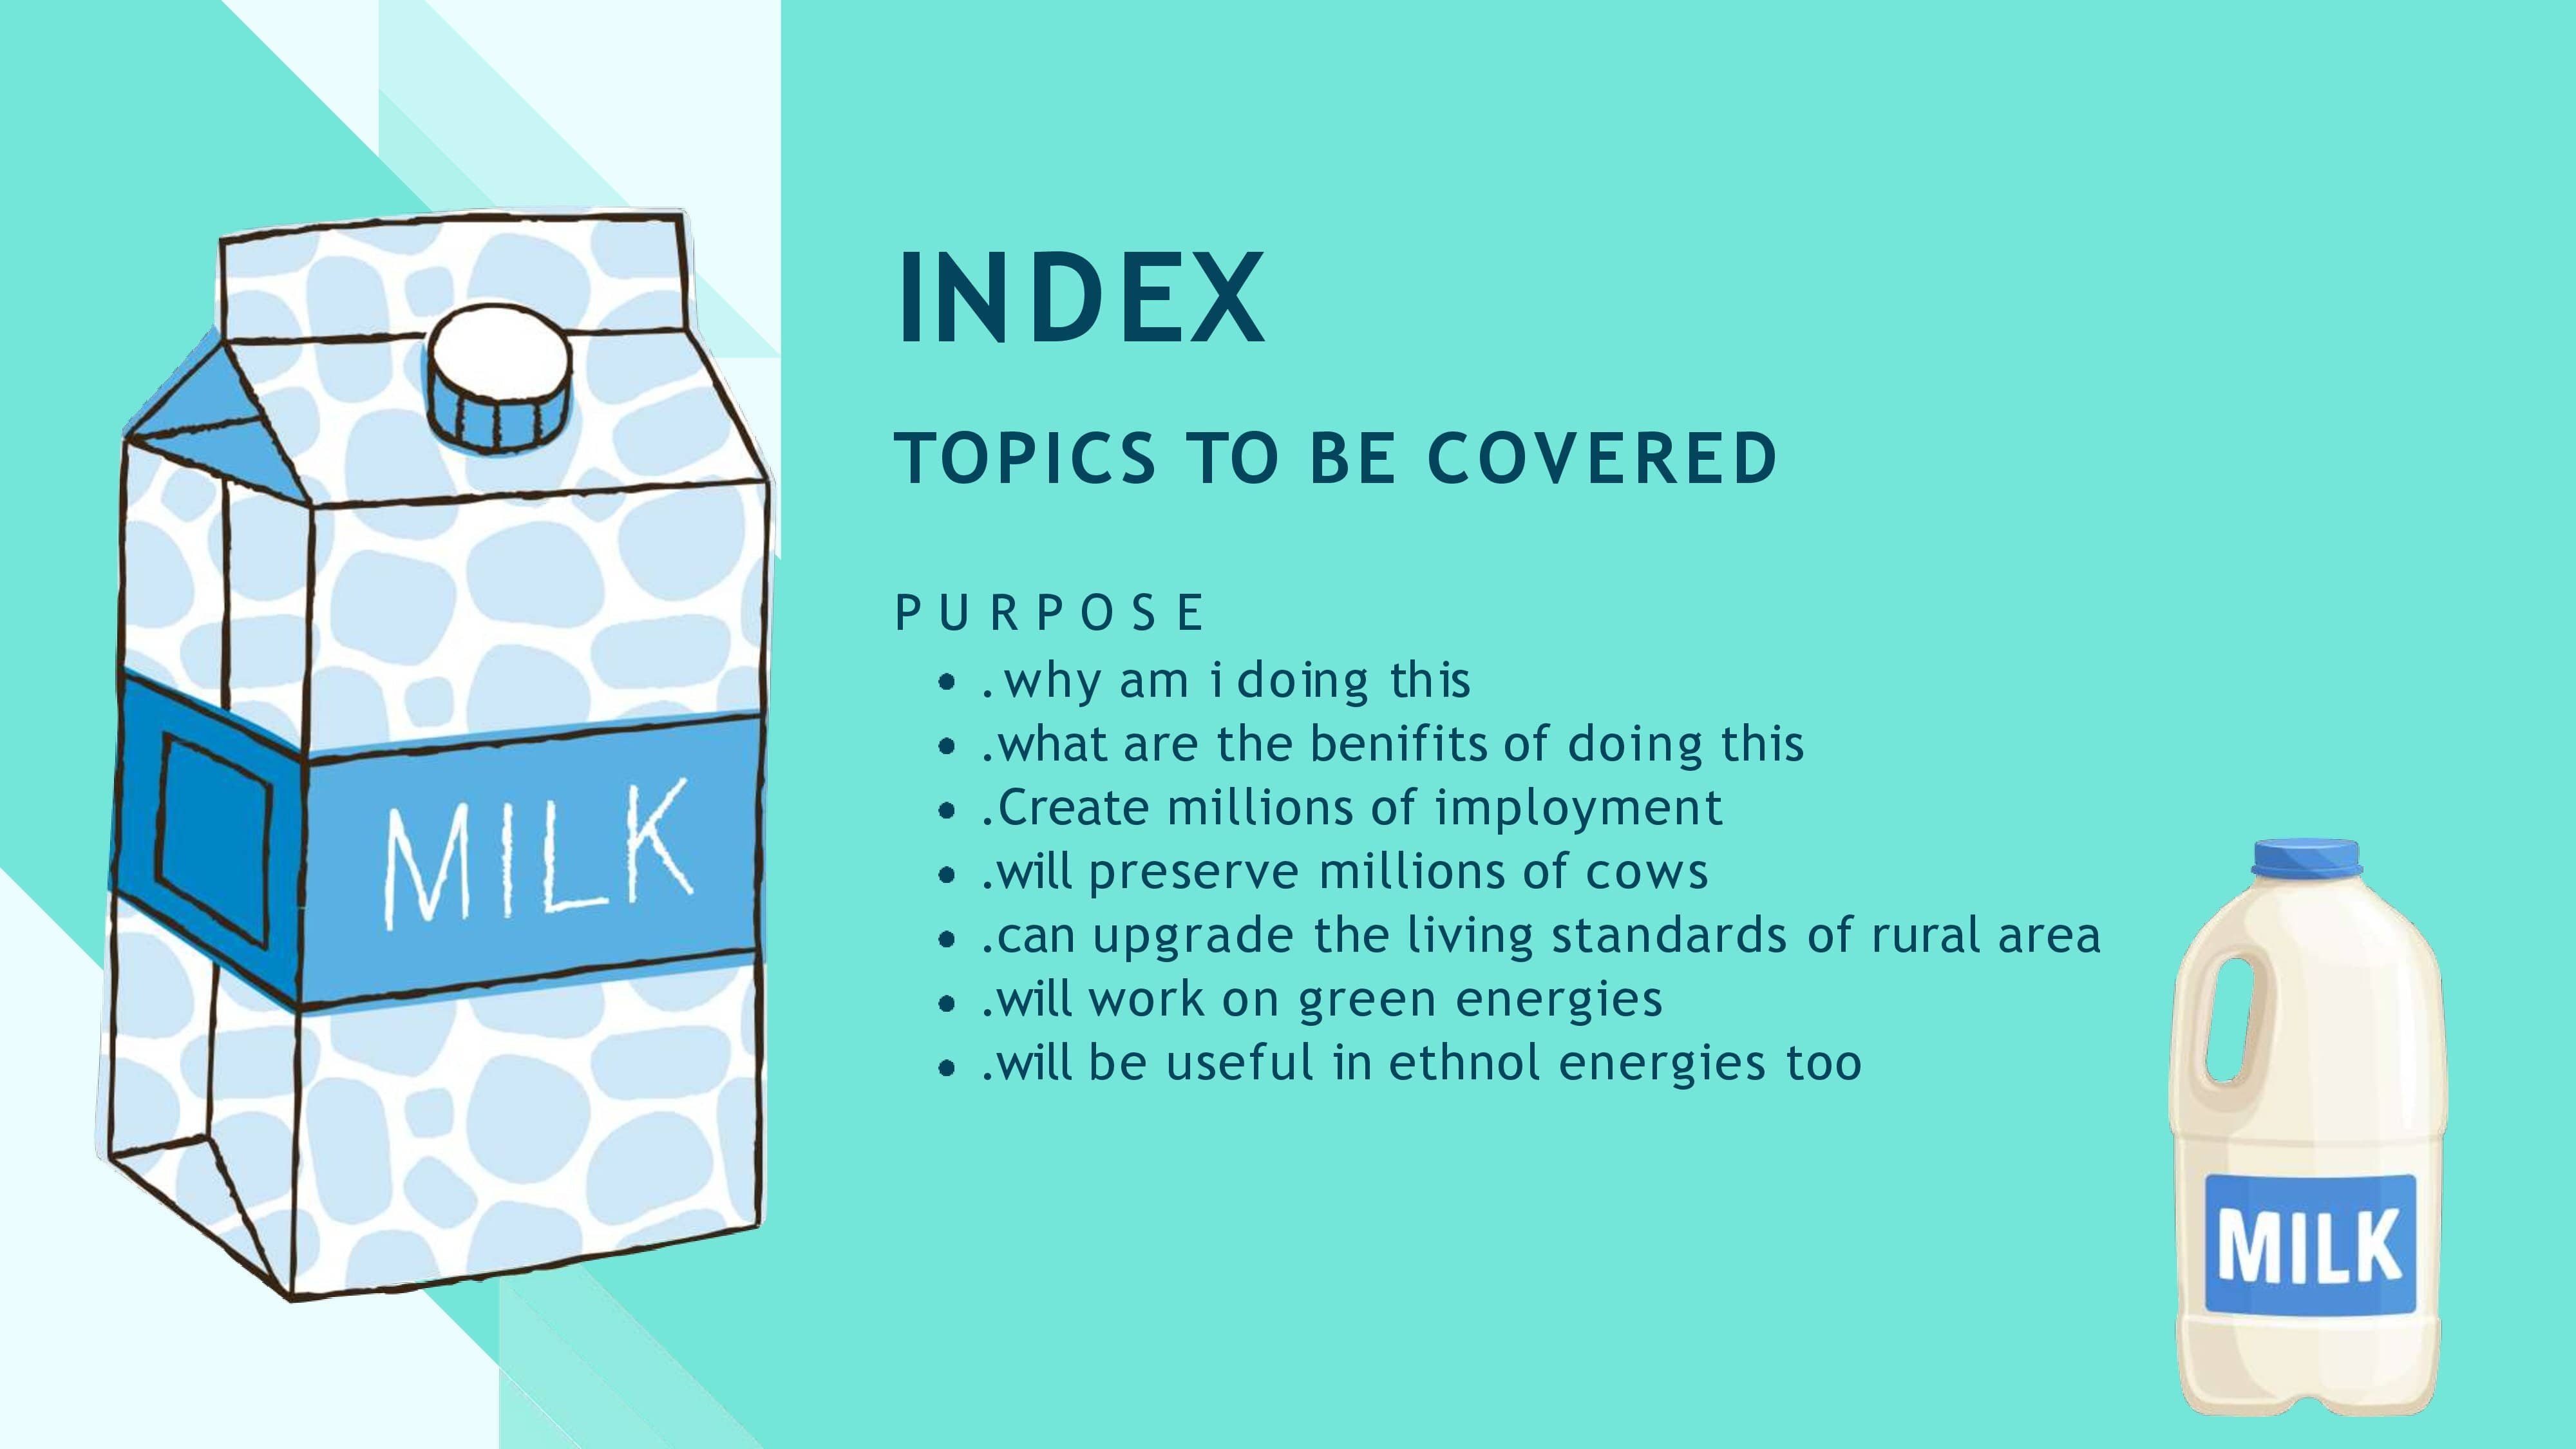 INDEX
TOPICS TO BE COVERED
PURPOSE
.why am i doing this
.what are the benifits of doing this
.Create millions of imployment
.will preserve millions of cows
.can upgrade the living standards of rural area
.will work on green energies
.will be useful in ethnol energies too
MILK
MILK